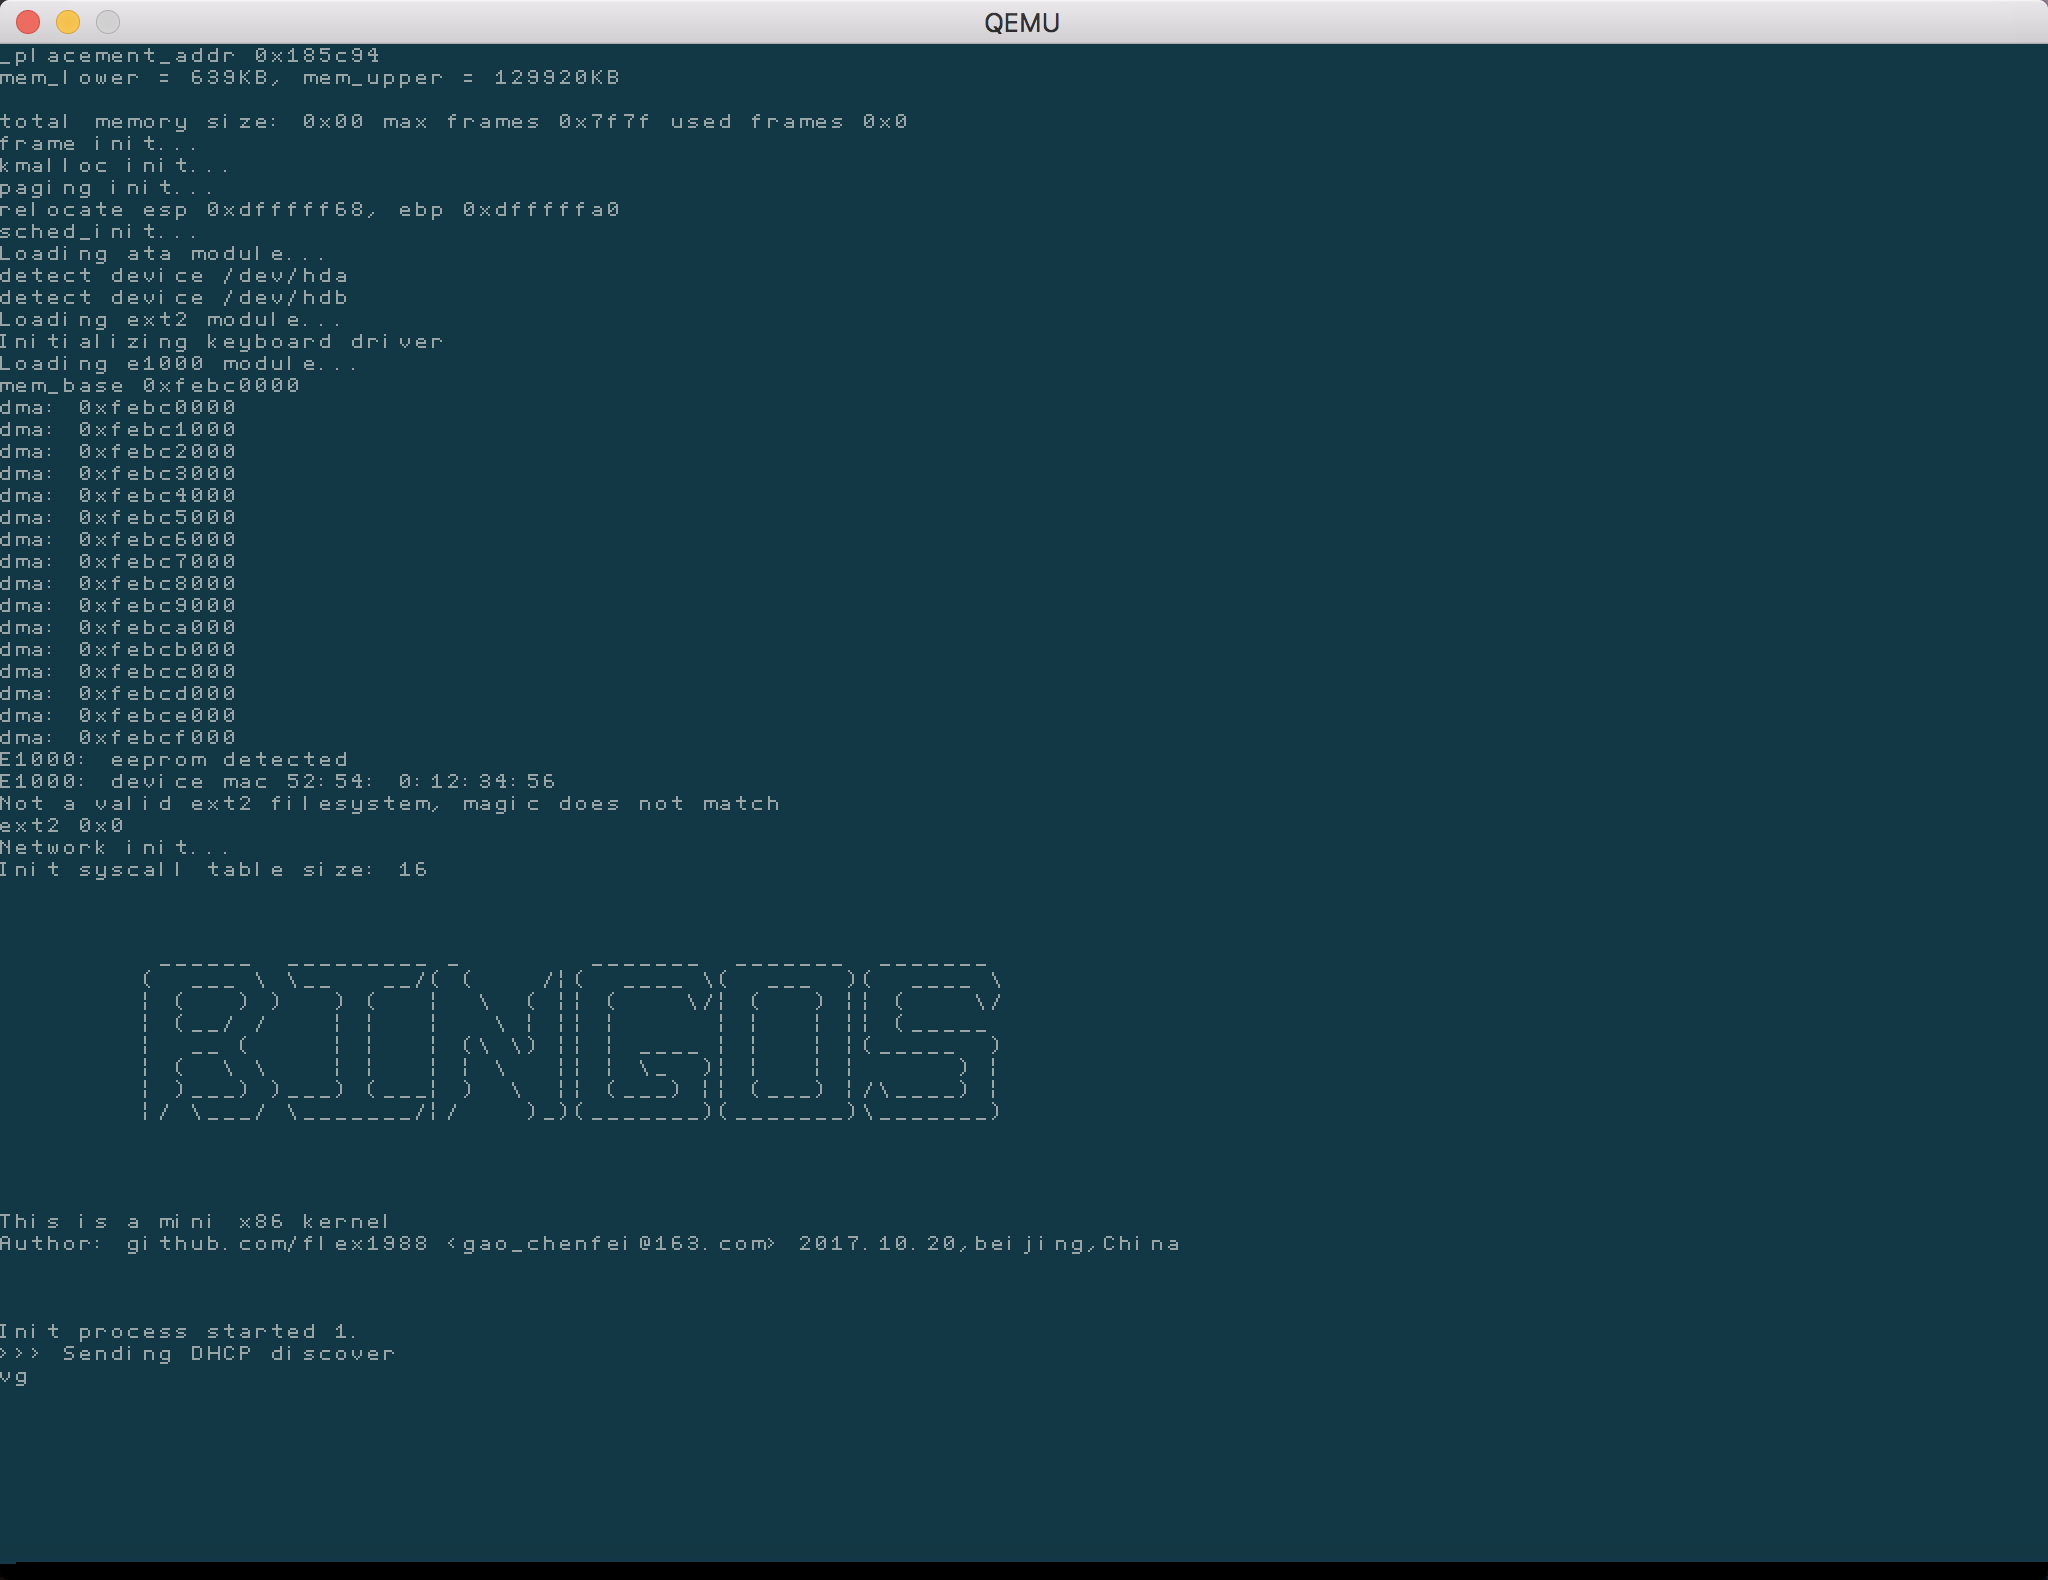 QEMU
_placement_addr 0x185c94
mem_lower = 639KB, mem_upper = 129920KB
total memory size: 0x00 max frames 0x7f7f used frames 0x0
frame init...
kmalloc init...
paging init...
relocate esp 0xdfffff68, ebp 0xdfffffa0
sched_init...
Loading ata module...
detect device /dev/hda
detect device /dev/hdb
Loading ext2 module...
Initializing keyboard driver
Loading e1000 module...
mem_base 0xfebc0000
dma: 0xfebc0000
dma: 0xfebc1000
dma: 0xfebc2000
dma: 0xfebc3000
dma: 0xfebc4000
dma: 0xfebc5000
dma: 0xfebc6000
dma: 0xfebc7000
dma: 0xfebc8000
dma: 0xfebc9000
dma: 0xfebca000
dma: 0xfebcb000
dma: 0xfebcc000
dma: 0xfebcd000
dma: 0xfebce000
dma: 0xfebcf000
E1000: eeprom detected
E1000: device mac 52:54: 0:12:34:56
Not a valid ext2 filesystem, magic does not match
ext2 0x0
Network init...
Init syscall table size: 16
RINGOS
This is a mini x86 kernel
Author: github.com/flex1988 <gao_chenfei@163.com> 2017.10.20,beijing,China
Init process started 1.
>>> Sending DHCP discover
vg